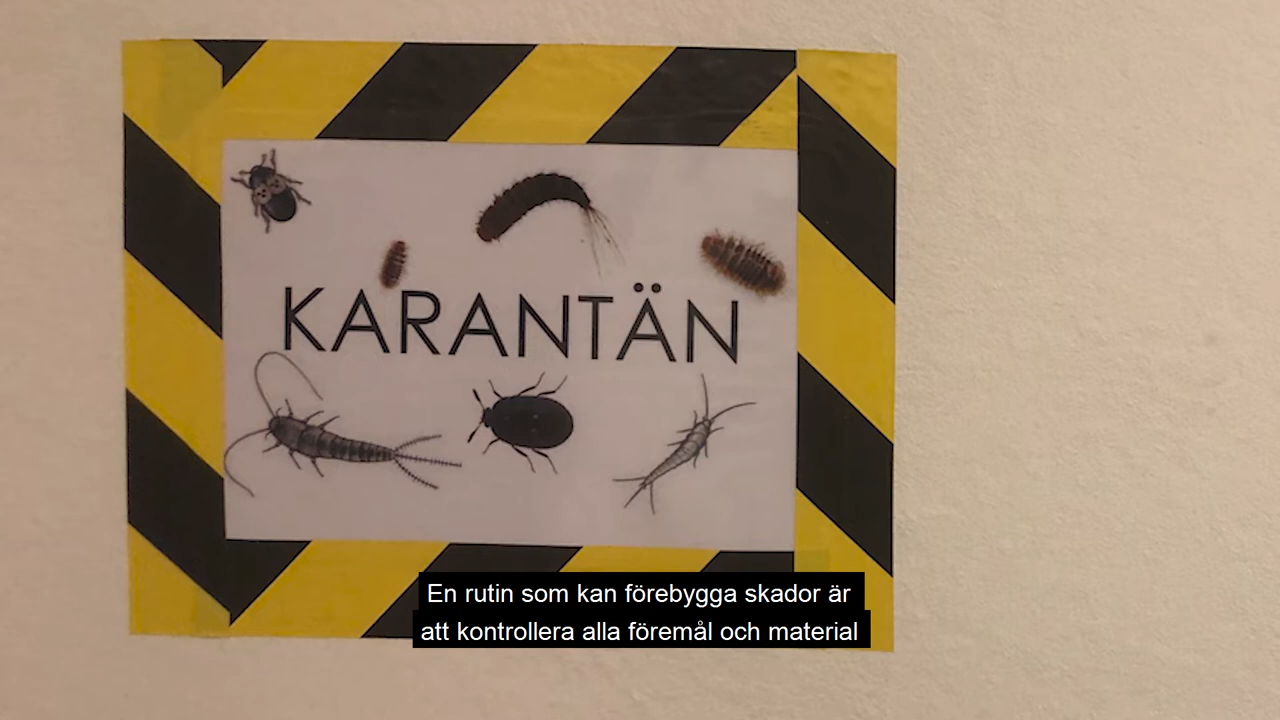 KARANTÄN
En rutin som kan förebygga skador är
att kontrollera alla föremål och material